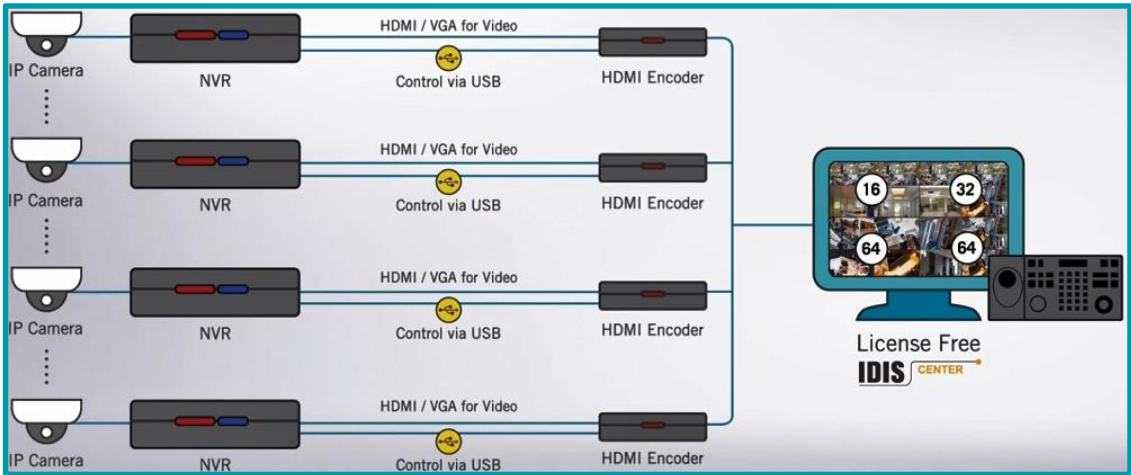 HDMI / VGA for Video
IP Camera
NVR
Control via USB
HDMI Encoder
HDMI / VGA for Video
IP Camera
NVR
Control via USB
HDMI Encoder
16
32
64
64
HDMI / VGA for Video
IP Camera
NVR
Control via USB
HDMI Encoder
License Free
IDIS CENTER
HDMI / VGA for Video
IP Camera
NVR
Control via USB
HDMI Encoder